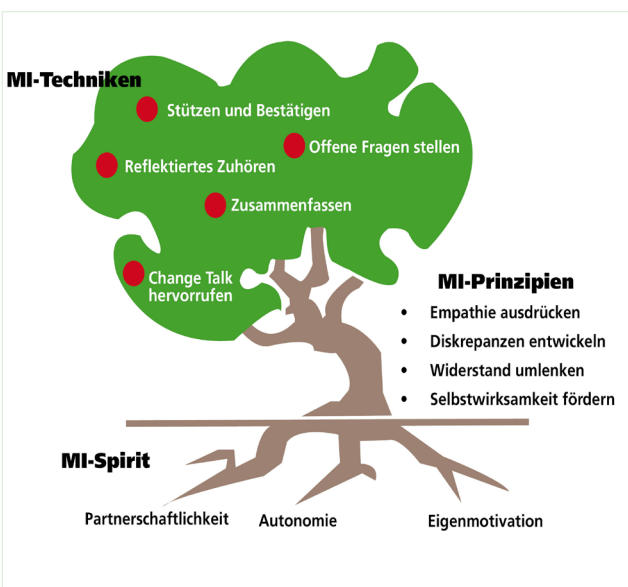 MI-Techniken
Stützen und Bestätigen
Offene Fragen stellen
Reflektiertes Zuhören
Zusammenfassen
Change Talk
hervorrufen
MI-Prinzipien
• Empathie ausdrücken
• Diskrepanzen entwickeln
• Widerstand umlenken
• Selbstwirksamkeit fördern
MI-Spirit
Partnerschaftlichkeit
Autonomie
Eigenmotivation